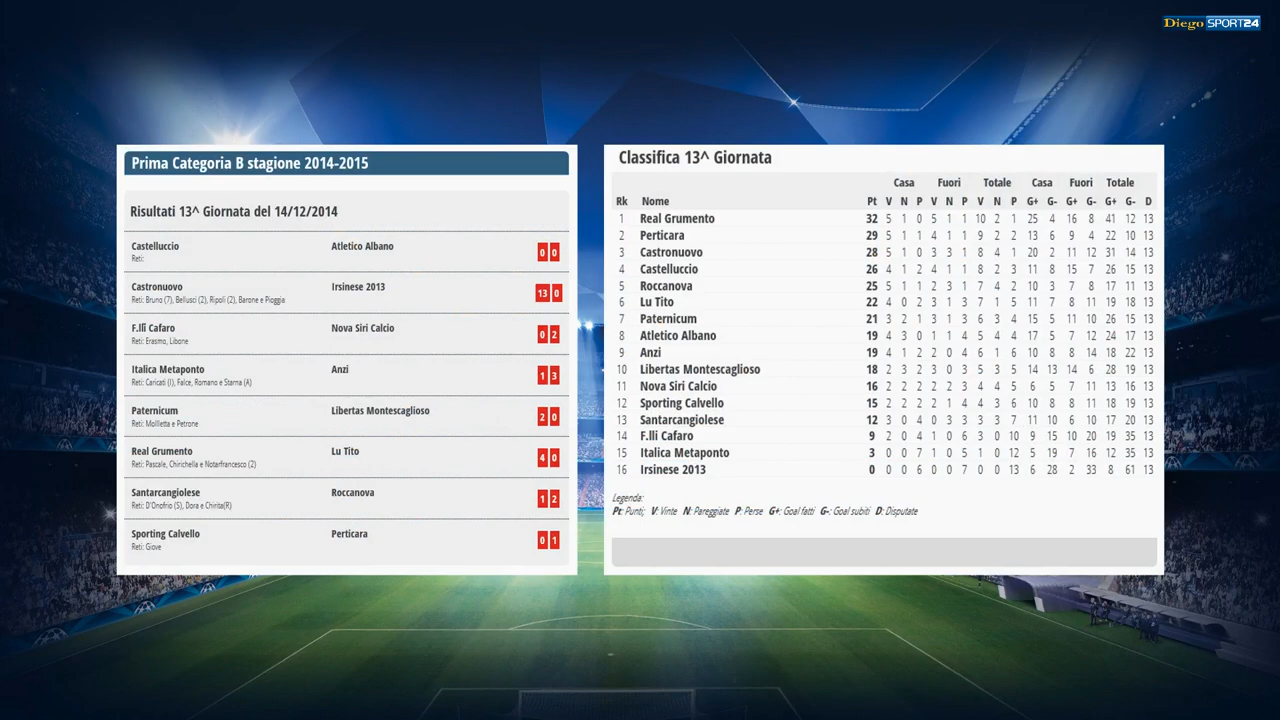 Diego SPORT24
Prima Categoria B stagione 2014-2015
Risultati 13^ Giornata del 14/12/2014
Castelluccio Atletico Albano 0 0
Reti:
Castronuovo Irsinese 2013 13 0
Reti: Bruno (7), Bellusci (2), Ripoli (2), Barone e Pioggia
F.lli Cafaro Nova Siri Calcio 0 2
Reti: Erasmo, Libone
Italica Metaponto Anzi 1 3
Reti: Caricati (I), Falce, Romano e Starna (A)
Paternicum Libertas Montescaglioso 2 0
Reti: Mollietta e Petrone
Real Grumento Lu Tito 4 0
Reti: Pascale, Chirichella e Notarfrancesco (2)
Santarcangiolese Roccanova 1 2
Reti: D'Onofrio (S), Dora e Chirita(R)
Sporting Calvello Perticara 0 1
Reti: Giove
Classifica 13^ Giornata
Casa Fuori Totale Casa Fuori Totale
Rk Nome Pt V N P V N P V N P G+ G- G+ G- G+ G- D
1 Real Grumento 32 5 1 0 5 1 1 10 2 1 25 4 16 8 41 12 13
2 Perticara 29 5 1 1 4 1 1 9 2 2 13 6 9 4 22 10 13
3 Castronuovo 28 5 1 0 3 3 1 8 4 1 20 2 11 12 31 14 13
4 Castelluccio 26 4 1 2 4 1 1 8 2 3 11 8 15 7 26 15 13
5 Roccanova 25 5 1 1 2 3 1 7 4 2 10 3 7 8 17 11 13
6 Lu Tito 22 4 0 2 3 1 3 7 1 5 11 7 8 11 19 18 13
7 Paternicum 21 3 2 1 3 1 3 6 3 4 15 5 11 10 26 15 13
8 Atletico Albano 19 4 3 0 1 1 4 5 4 4 17 5 7 12 24 17 13
9 Anzi 19 4 1 2 2 0 4 6 1 6 10 8 8 14 18 22 13
10 Libertas Montescaglioso 18 2 3 2 3 0 3 5 3 5 14 13 14 6 28 19 13
11 Nova Siri Calcio 16 2 2 2 2 2 3 4 4 5 6 5 7 11 13 16 13
12 Sporting Calvello 15 2 2 2 2 1 4 4 3 6 10 8 8 11 18 19 13
13 Santarcangiolese 12 3 0 4 0 3 3 3 3 7 11 10 6 10 17 20 13
14 F.lli Cafaro 9 2 0 4 1 0 6 3 0 10 9 15 10 20 19 35 13
15 Italica Metaponto 3 0 0 7 1 0 5 1 0 12 5 19 7 16 12 35 13
16 Irsinese 2013 0 0 0 6 0 0 7 0 0 13 6 28 2 33 8 61 13
Legenda:
Pt: Punti; V: Vinte N: Pareggiate P: Perse G+: Goal fatti G-: Goal subiti D: Disputate